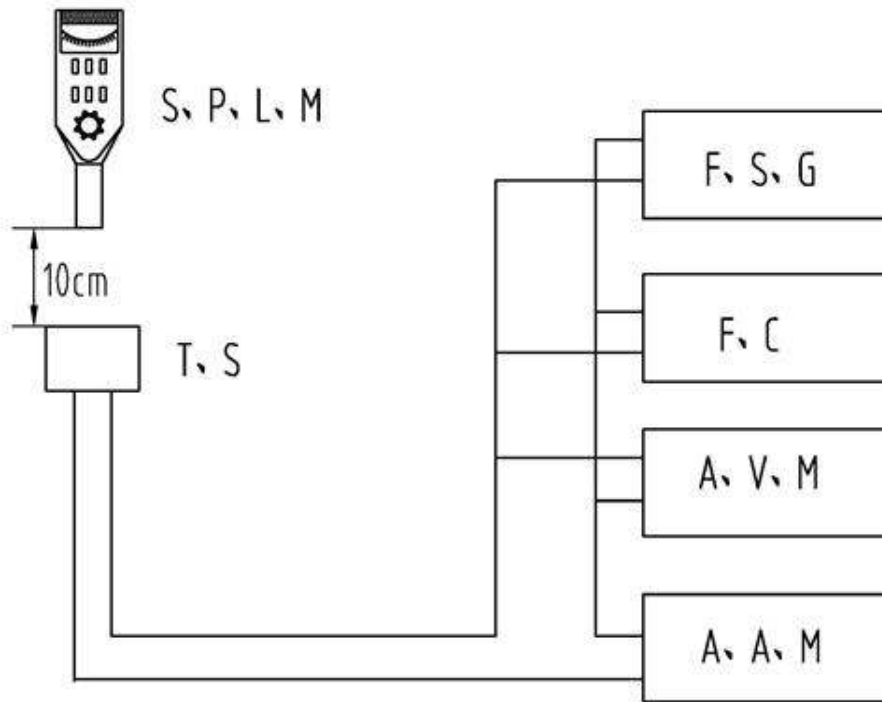 S、P、L、M
F、S、G
10cm
T、S
F、C
A、V、M
A、A、M